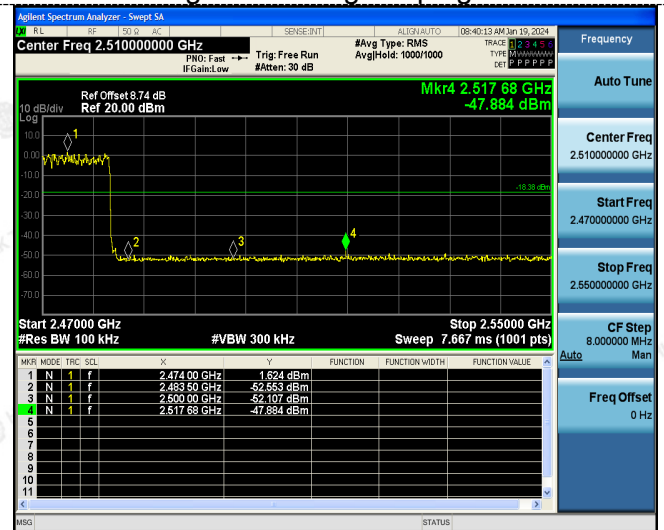 Agilent Spectrum Analyzer - Swept SA
LXI RL RF 50 Ω AC SENSE:INT ALIGNAUTO 08:40:13 AM Jan 19, 2024
Center Freq 2.510000000 GHz
PNO: Fast
IFGain:Low
Trig: Free Run
#Atten: 30 dB
#Avg Type: RMS
Avg|Hold: 1000/1000
TRACE 1 2 3 4 5 6
TYPE M W W W W W
DET P P P P P P
Frequency
Auto Tune
Center Freq
2.510000000 GHz
Start Freq
2.470000000 GHz
Stop Freq
2.550000000 GHz
CF Step
8.000000 MHz
Auto Man
Freq Offset
0 Hz
Mkr4 2.517 68 GHz
-47.884 dBm
Ref Offset 8.74 dB
10 dB/div Ref 20.00 dBm
Log
10.0
0.00
-10.0
-20.0
-30.0
-40.0
-50.0
-60.0
-70.0
1
2
3
4
-18.38 dBm
Start 2.47000 GHz Stop 2.55000 GHz
#Res BW 100 kHz #VBW 300 kHz Sweep 7.667 ms (1001 pts)
MKR MODE TRC SCL X Y FUNCTION FUNCTION WIDTH FUNCTION VALUE
1 N 1 f 2.474 00 GHz 1.624 dBm
2 N 1 f 2.483 50 GHz -52.553 dBm
3 N 1 f 2.500 00 GHz -52.107 dBm
4 N 1 f 2.517 68 GHz -47.884 dBm
5
6
7
8
9
10
11
MSG STATUS